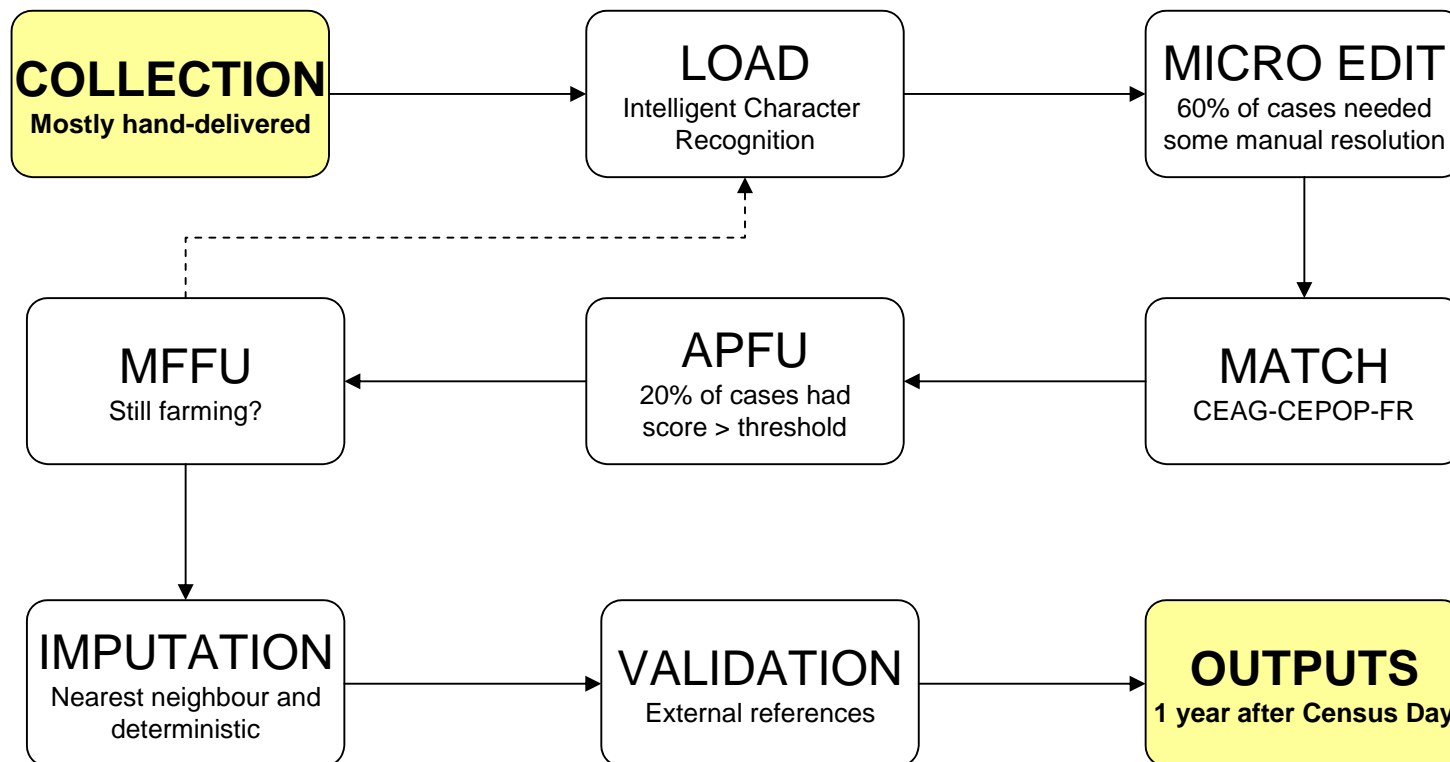 COLLECTION
Mostly hand-delivered
LOAD
Intelligent Character
Recognition
MICRO EDIT
60% of cases needed
some manual resolution
MFFU
Still farming?
APFU
20% of cases had
score > threshold
MATCH
CEAG-CEPOP-FR
IMPUTATION
Nearest neighbour and
deterministic
VALIDATION
External references
OUTPUTS
1 year after Census Day